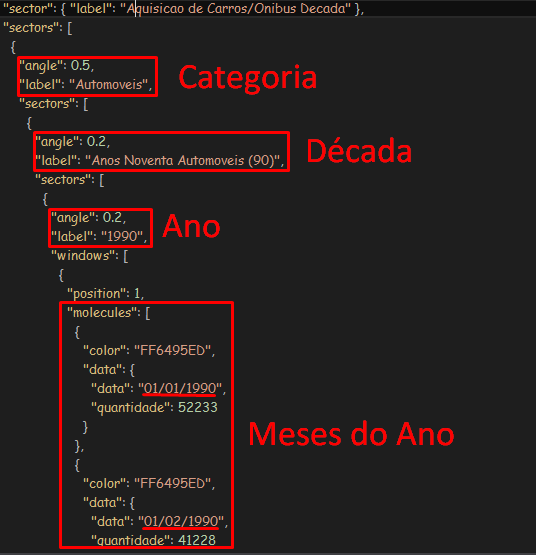 "sector": { "label": "Aquisicao de Carros/Onibus Decada" },
"sectors": [
{
"angle": 0.5,
"label": "Automoveis",
Categoria
"sectors": [
{
"angle": 0.2,
"label": "Anos Noventa Automoveis (90)",
Década
"sectors": [
{
"angle": 0.2,
"label": "1990",
Ano
"windows": [
{
"position": 1,
"molecules": [
{
"color": "FF6495ED",
"data": {
"data": "01/01/1990",
"quantidade": 52233
}
},
Meses do Ano
{
"color": "FF6495ED",
"data": {
"data": "01/02/1990",
"quantidade": 41228